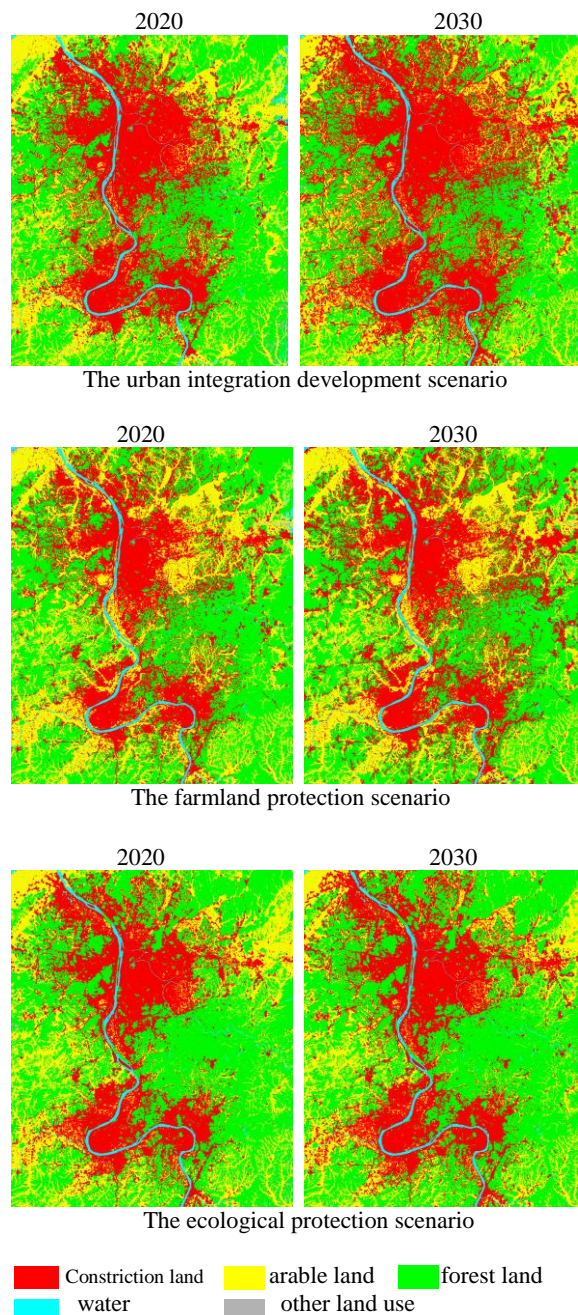 2020 2030
The urban integration development scenario
2020 2030
The farmland protection scenario
2020 2030
The ecological protection scenario
Constriction land arable land forest land
water other land use